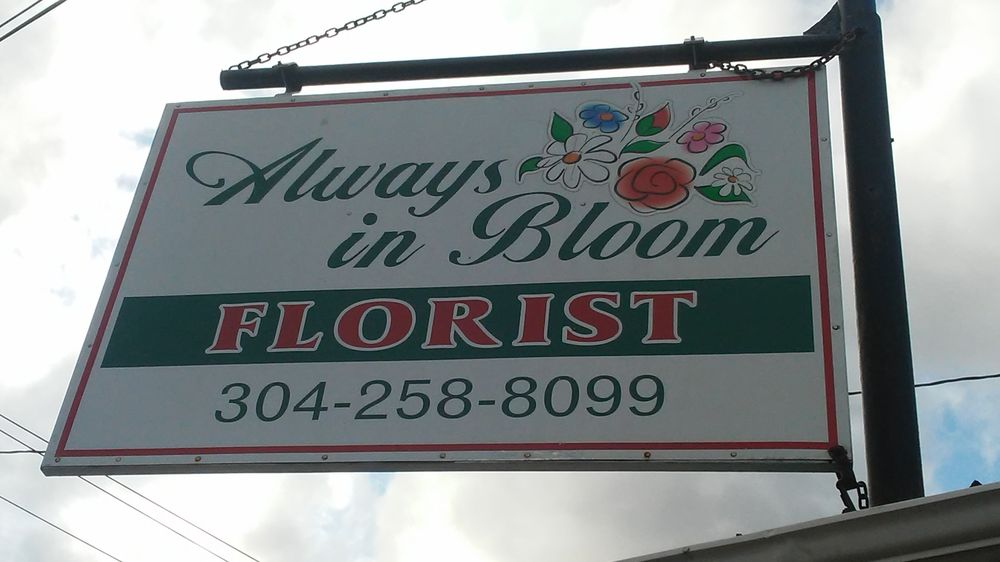 Always
in Bloom
FLORIST
304-258-8099